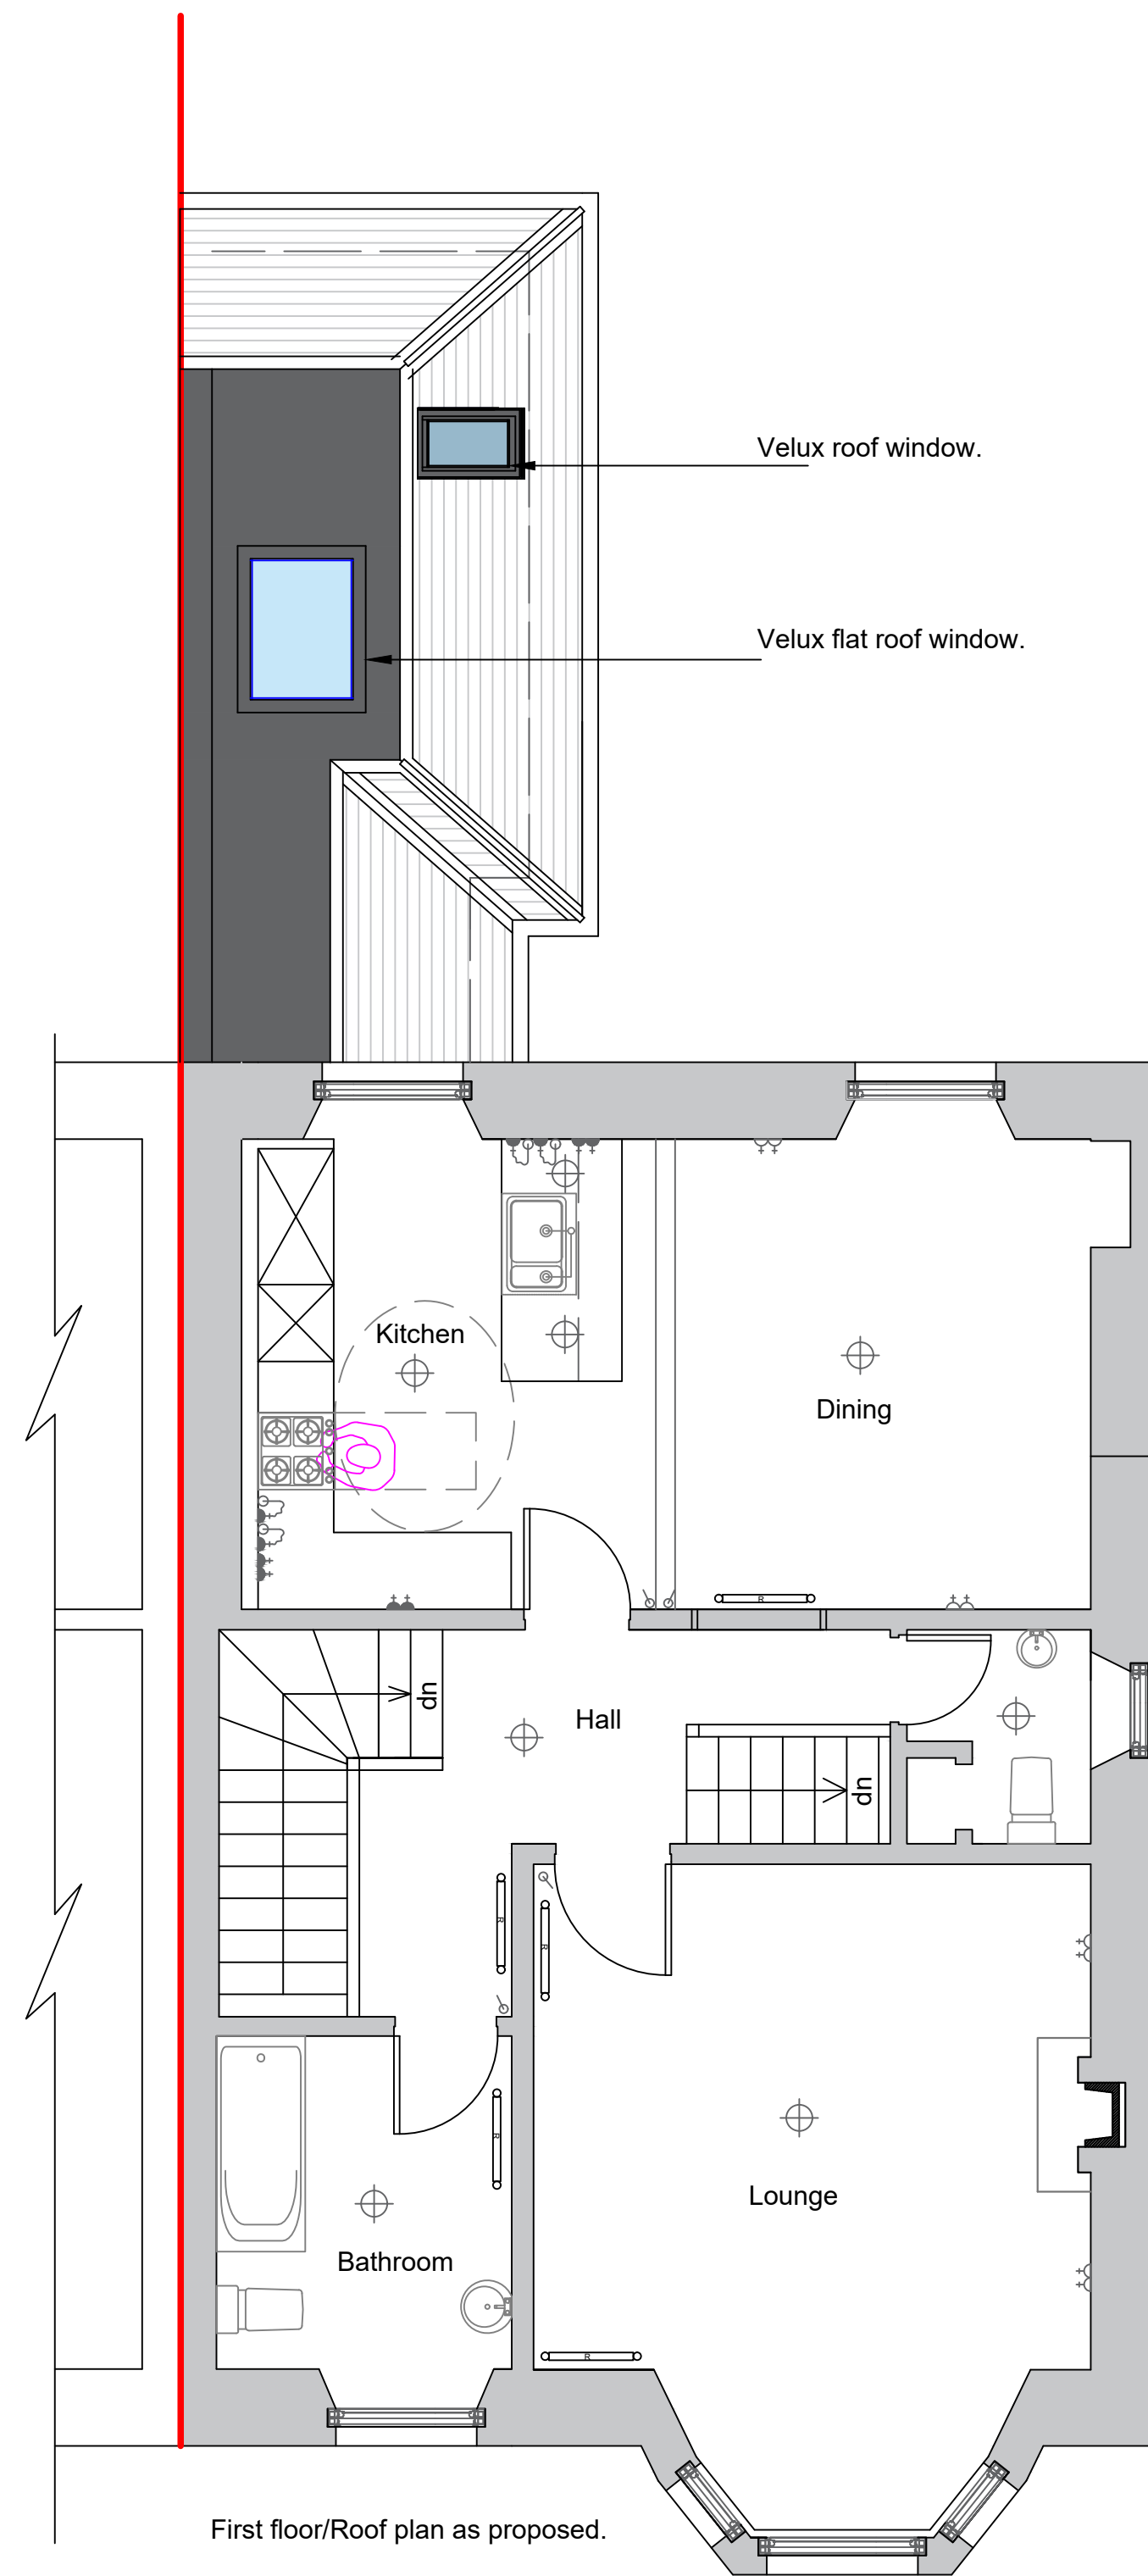 Velux roof window.
Velux flat roof window.
Kitchen
Dining
R
dn
Hall
dn
R
R
Lounge
R
Bathroom
R
First floor/Roof plan as proposed.